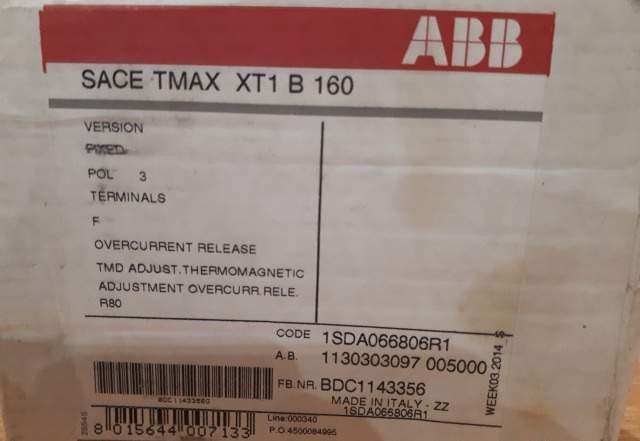 ABB
SACE TMAX XT1 B 160
VERSION
FIXED
POL 3
TERMINALS
F
OVERCURRENT RELEASE
TMD ADJUST.THERMOMAGNETIC
ADJUSTMENT OVERCURR.RELE.
R80
CODE 1SDA066806R1
A.B. 1130303097 005000
FB.NR. BDC1143356
MADE IN ITALY - ZZ
1SDA066806R1
WEEK03.2014 - S
Line:000340
8 015644 007133
P.O.4500084995